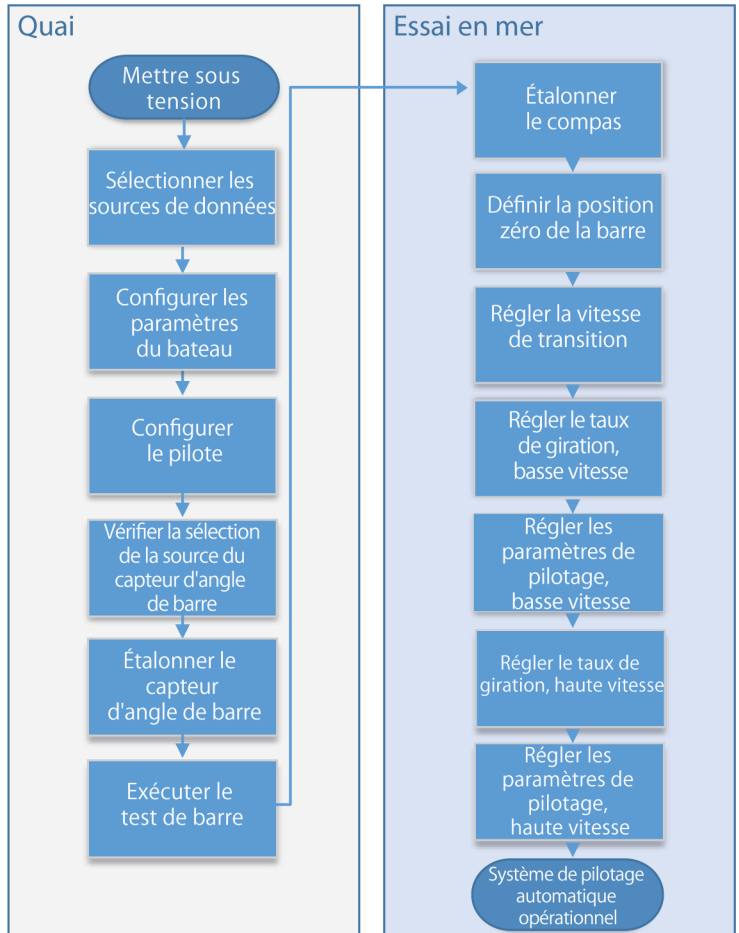 Quai
Mettre sous
tension
Sélectionner les
sources de données
Configurer les
paramètres
du bateau
Configurer
le pilote
Vérifier la sélection
de la source du
capteur d'angle
de barre
Étalonner le
capteur
d'angle de barre
Exécuter le
test de barre
Essai en mer
Étalonner
le compas
Définir la position
zéro de la barre
Régler la vitesse
de transition
Régler le taux
de giration,
basse vitesse
Régler les
paramètres de
pilotage,
basse vitesse
Régler le taux de
giration, haute vitesse
Régler les
paramètres de
pilotage,
haute vitesse
Système de pilotage
automatique
opérationnel